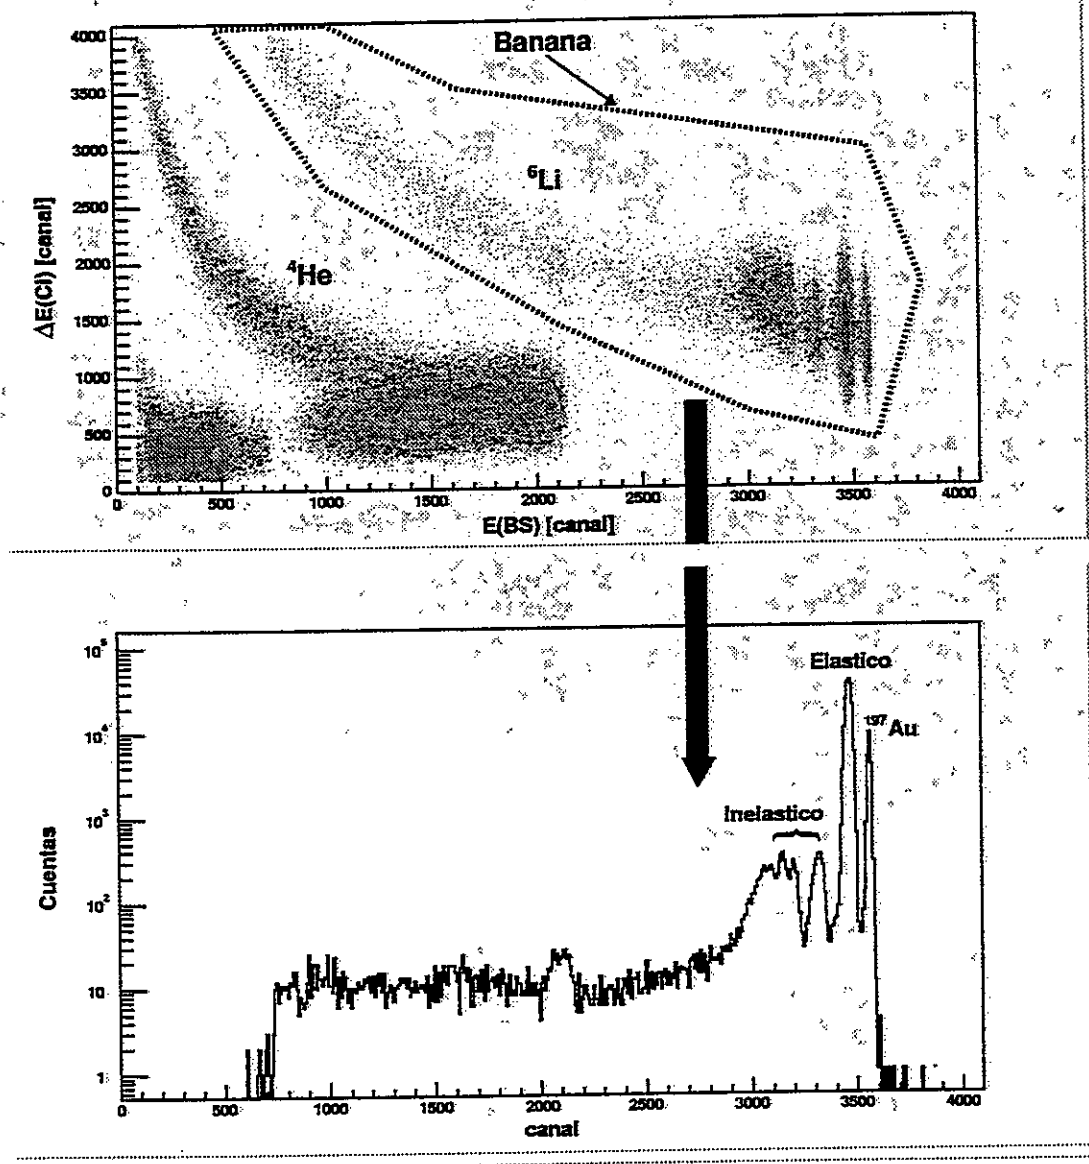 Banana
4000
3500
3000
2500
2000
1500
1000
500
0
ΔE(CI) [canal]
⁶Li
⁴He
0 500 1000 1500 2000 2500 3000 3500 4000
E(BS) [canal]
10⁵
10⁴
10³
10²
10
1
Cuentas
Elastico
¹⁹⁷Au
Inelastico
0 500 1000 1500 2000 2500 3000 3500 4000
canal